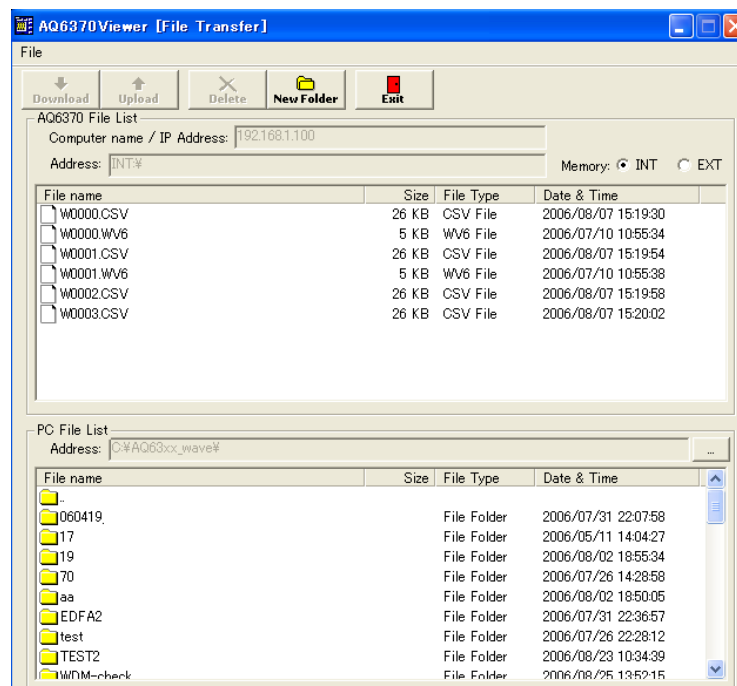 AQ6370Viewer [File Transfer]
File
Download Upload Delete New Folder Exit
AQ6370 File List
Computer name / IP Address: 192.168.1.100
Address: INT:¥ Memory: INT EXT
File name Size File Type Date & Time
W0000.CSV 26 KB CSV File 2006/08/07 15:19:30
W0000.WV6 5 KB WV6 File 2006/07/10 10:55:34
W0001.CSV 26 KB CSV File 2006/08/07 15:19:54
W0001.WV6 5 KB WV6 File 2006/07/10 10:55:38
W0002.CSV 26 KB CSV File 2006/08/07 15:19:58
W0003.CSV 26 KB CSV File 2006/08/07 15:20:02
PC File List
Address: C:¥AQ63xx_wave¥ ...
File name Size File Type Date & Time
..
060419. File Folder 2006/07/31 22:07:58
17 File Folder 2006/05/11 14:04:27
19 File Folder 2006/08/02 18:55:34
70 File Folder 2006/07/26 14:28:58
aa File Folder 2006/08/02 18:50:05
EDFA2 File Folder 2006/07/31 22:36:57
test File Folder 2006/07/26 22:28:12
TEST2 File Folder 2006/08/23 10:34:39
WDM-check File Folder 2006/08/25 13:52:15